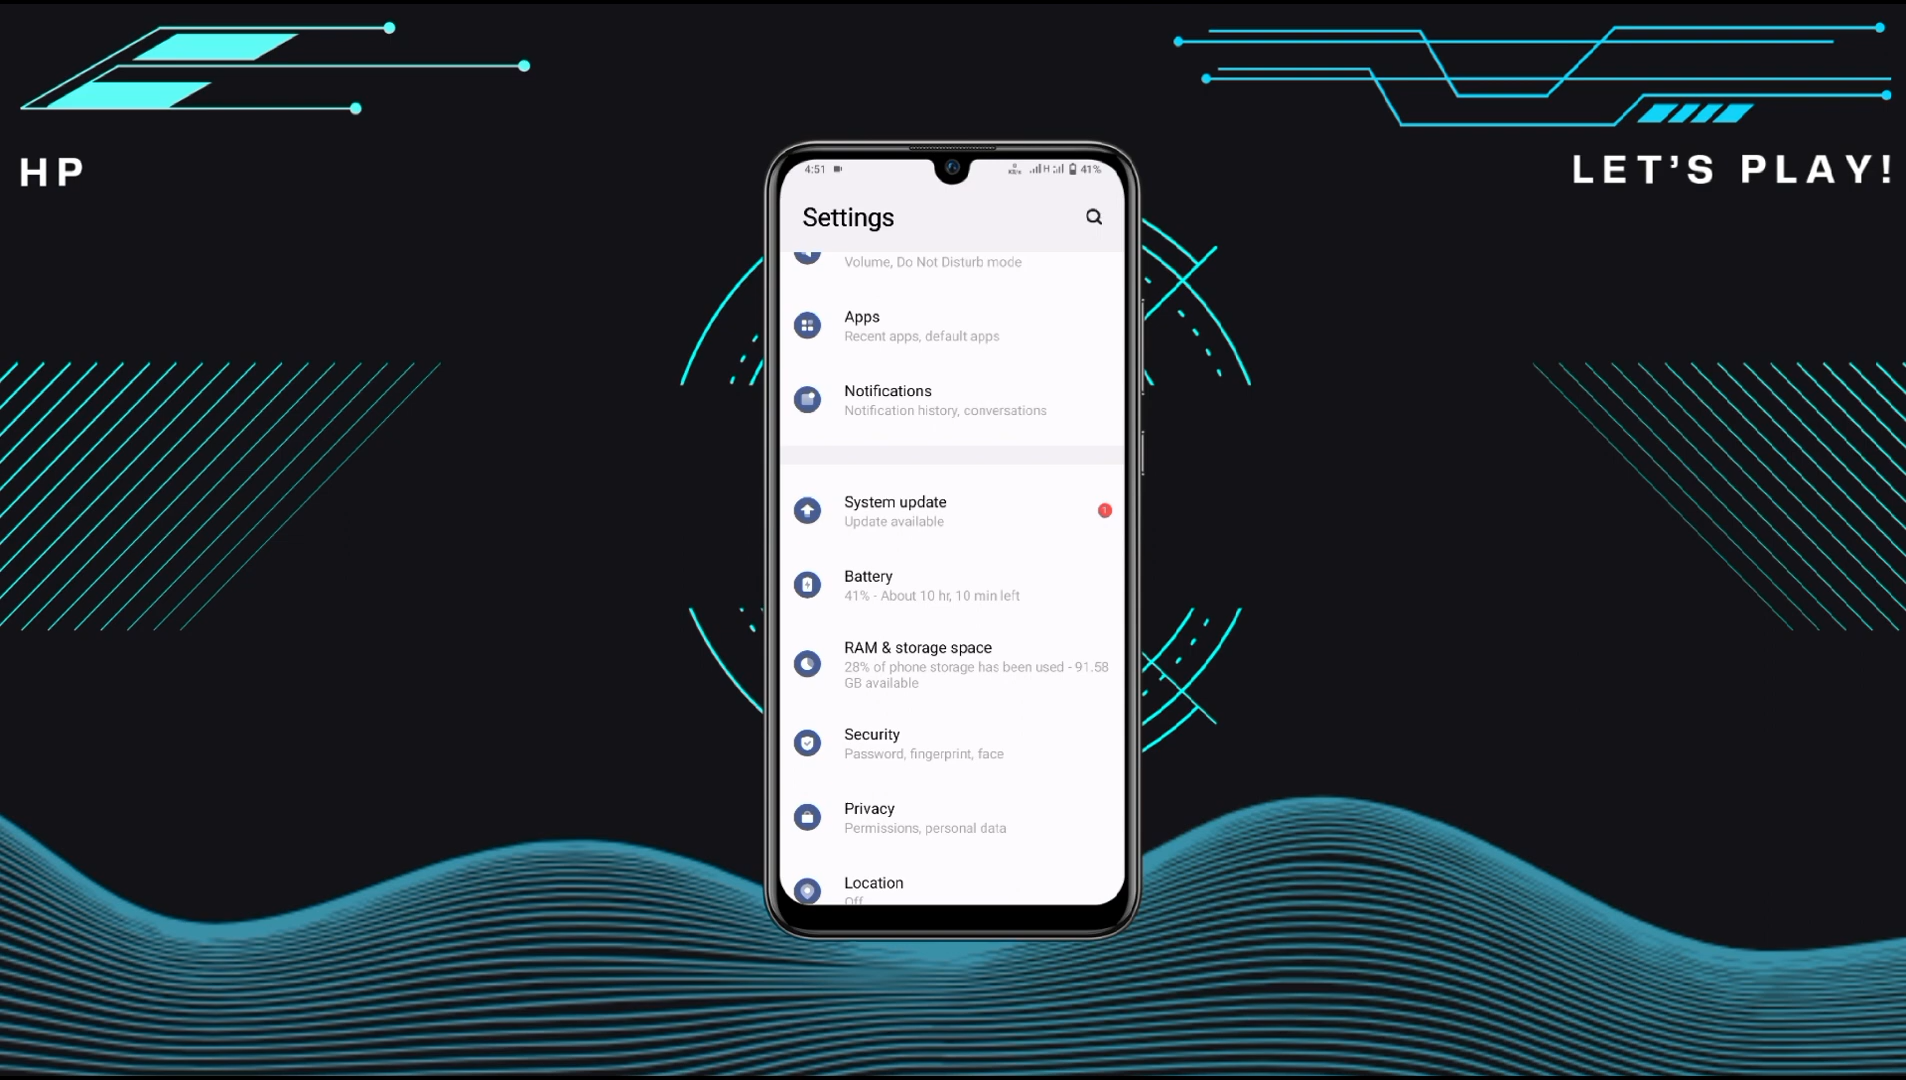 HP
LET'S PLAY!
4:51
H
41%
Settings
Volume, Do Not Disturb mode
Apps
Recent apps, default apps
Notifications
Notification history, conversations
System update
Update available
1
Battery
41% - About 10 hr, 10 min left
RAM & storage space
28% of phone storage has been used - 91.58
GB available
Security
Password, fingerprint, face
Privacy
Permissions, personal data
Location
Off